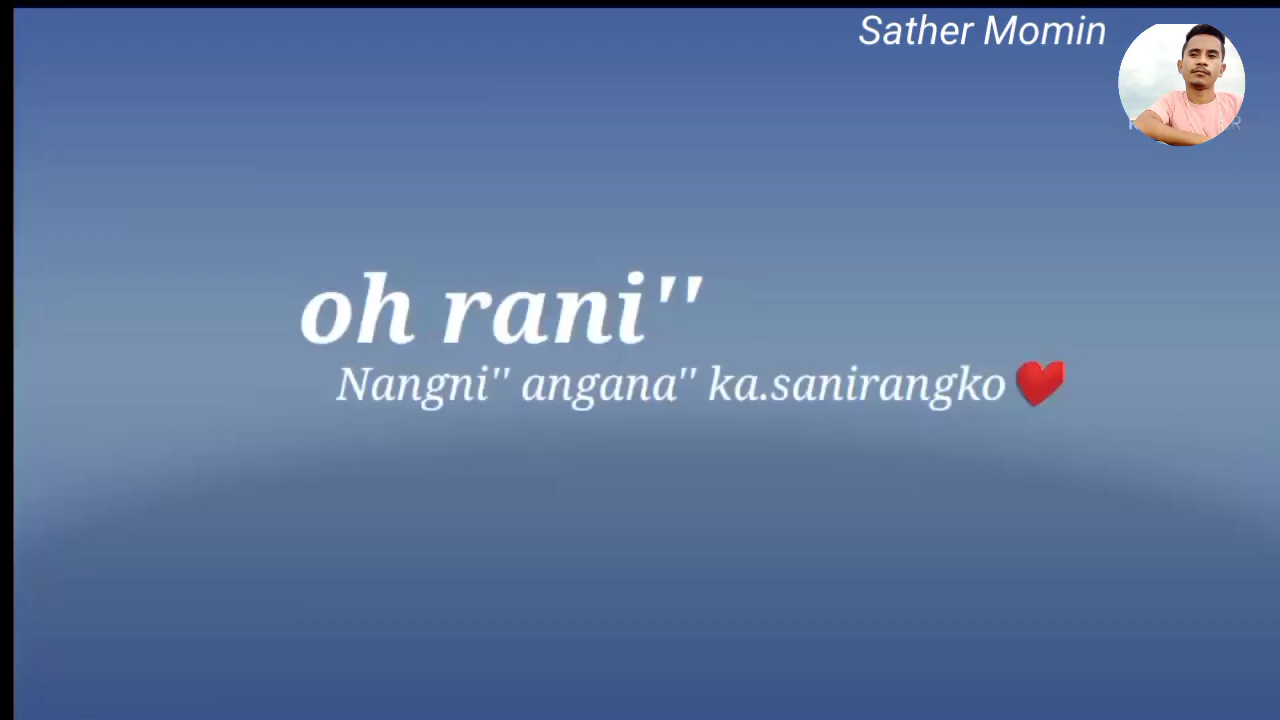 Sather Momin
oh rani''
Nangni'' angana'' ka.sanirangko ❤